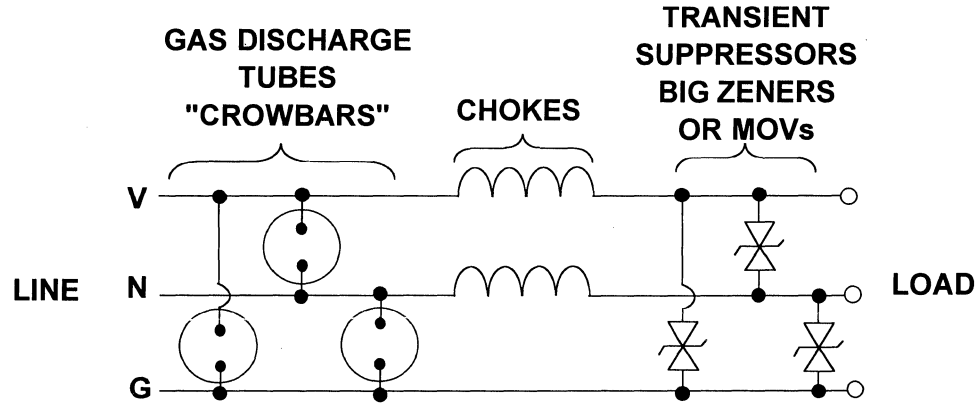 GAS DISCHARGE
TUBES
"CROWBARS"
CHOKES
TRANSIENT
SUPPRESSORS
BIG ZENERS
OR MOVs
V
LINE
N
LOAD
G